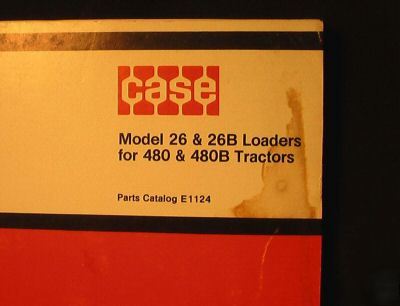 case
Model 26 & 26B Loaders
for 480 & 480B Tractors
Parts Catalog E1124